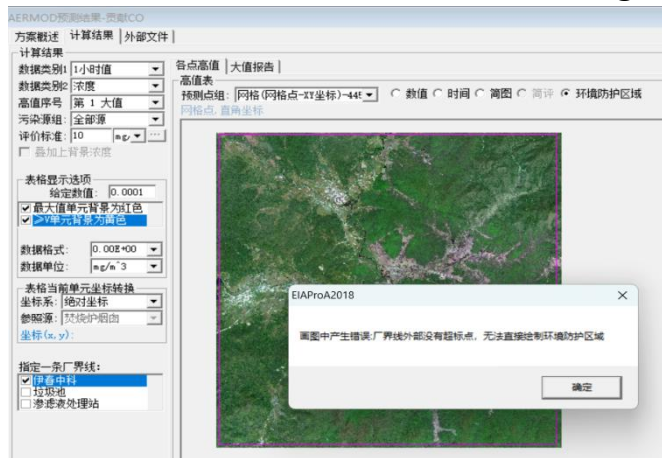 AERMOD预测结果-贡献CO
方案概述 计算结果 外部文件
计算结果
数据类别1 1小时值
数据类别2 浓度
高值序号 第 1 大值
污染源组: 全部源
评价标准: 10 mg/
叠加上背景浓度
表格显示选项
给定数值: 0.0001
最大值单元背景为红色
≥Y单元背景为黄色
数据格式: 0.00E+00
数据单位: mg/m^3
表格当前单元坐标转换
坐标系: 绝对坐标
参照源: 焚烧炉烟囱
坐标(x,y):
指定一条厂界线:
伊春中科
垃圾池
渗滤液处理站
各点高值 大值报告
高值表
预测点组: 网格(网格点-XY坐标)-44 数值 时间 简图 简评 环境防护区域
网格点,直角坐标
EIAProA2018
画图中产生错误:厂界线外部没有超标点，无法直接绘制环境防护区域
确定